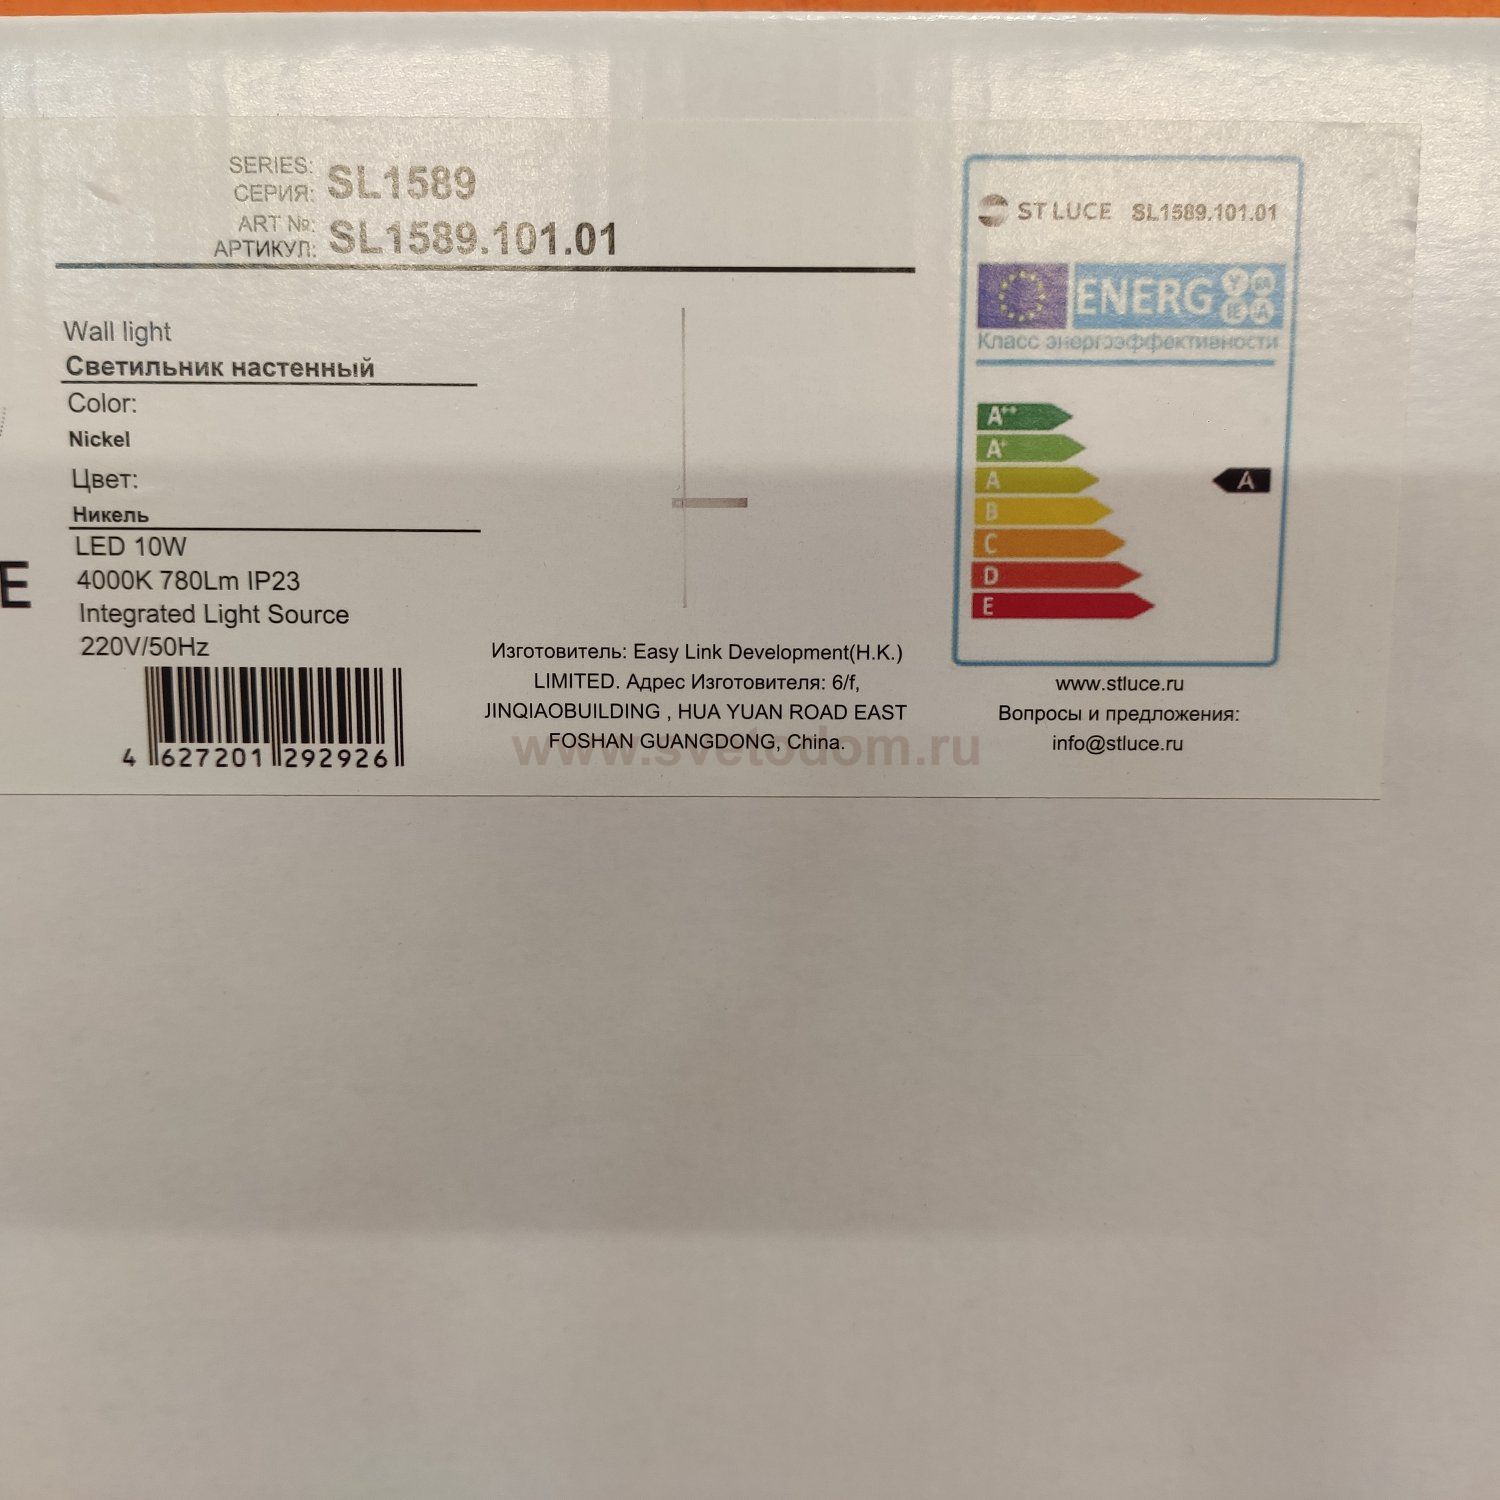 SERIES: SL1589
СЕРИЯ:
ART №: SL1589.101.01
АРТИКУЛ:
Wall light
Светильник настенный
Color:
Nickel
Цвет:
Никель
LED 10W
4000K 780Lm IP23
Integrated Light Source
220V/50Hz
4 627201 292926
E
Изготовитель: Easy Link Development(H.K.)
LIMITED. Адрес Изготовителя: 6/f,
JINQIAOBUILDING , HUA YUAN ROAD EAST
FOSHAN GUANGDONG, China.
www.svetodom.ru
ST LUCE SL1589.101.01
ENERG Y IE IA
Класс энергоэффективности
A++
A+
A
A
B
C
D
E
www.stluce.ru
Вопросы и предложения:
info@stluce.ru